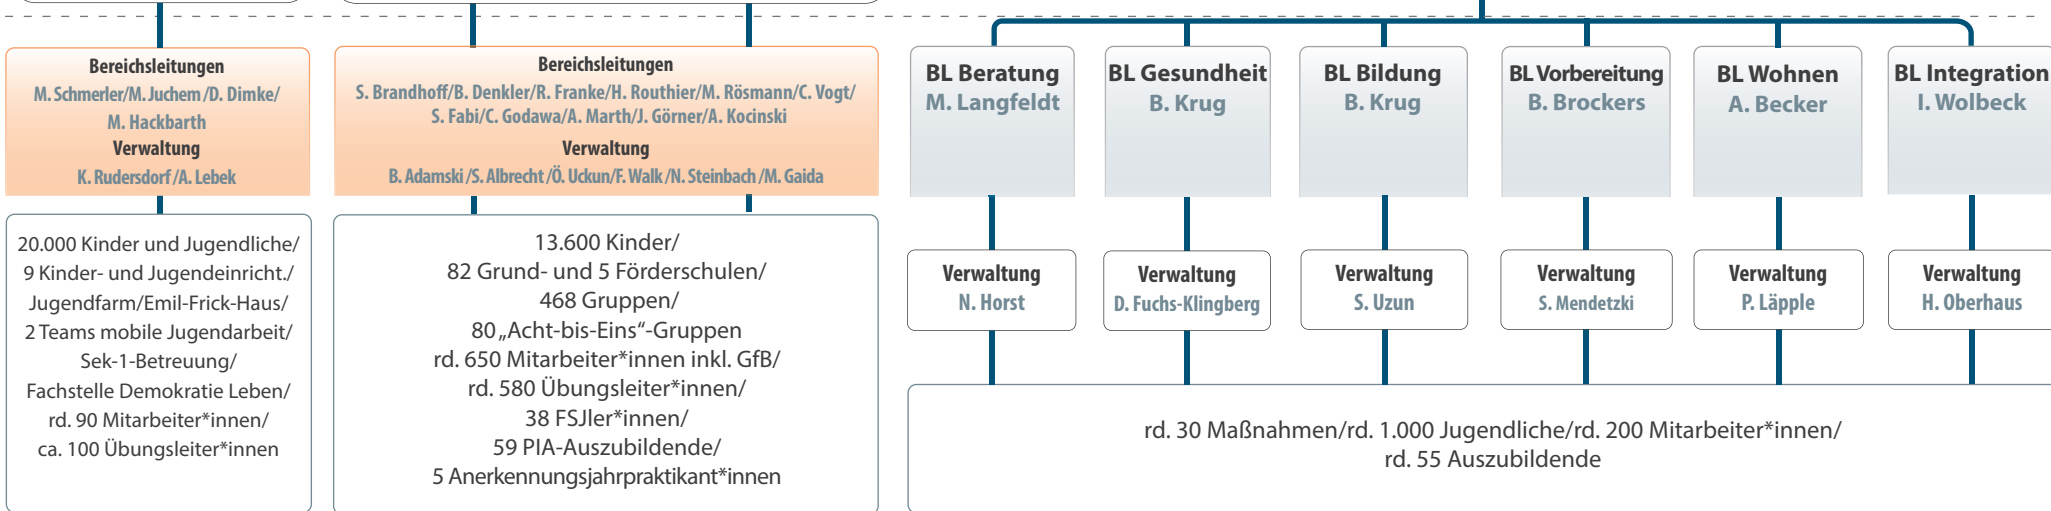 Bereichsleitungen
M. Schmerler/M. Juchem /D. Dimke/
M. Hackbarth
Verwaltung
K. Rudersdorf /A. Lebek
20.000 Kinder und Jugendliche/
9 Kinder- und Jugendeinricht./
Jugendfarm/Emil-Frick-Haus/
2 Teams mobile Jugendarbeit/
Sek-1-Betreuung/
Fachstelle Demokratie Leben/
rd. 90 Mitarbeiter*innen/
ca. 100 Übungsleiter*innen
Bereichsleitungen
S. Brandhoff/B. Denkler/R. Franke/H. Routhier/M. Rösmann/C. Vogt/
S. Fabi/C. Godawa/A. Marth/J. Görner/A. Kocinski
Verwaltung
B. Adamski /S. Albrecht /Ö. Uckun/F. Walk /N. Steinbach /M. Gaida
13.600 Kinder/
82 Grund- und 5 Förderschulen/
468 Gruppen/
80 „Acht-bis-Eins“-Gruppen
rd. 650 Mitarbeiter*innen inkl. GfB/
rd. 580 Übungsleiter*innen/
38 FSJler*innen/
59 PIA-Auszubildende/
5 Anerkennungsjahrpraktikant*innen
BL Beratung
M. Langfeldt
Verwaltung
N. Horst
BL Gesundheit
B. Krug
Verwaltung
D. Fuchs-Klingberg
BL Bildung
B. Krug
Verwaltung
S. Uzun
BL Vorbereitung
B. Brockers
Verwaltung
S. Mendetzki
BL Wohnen
A. Becker
Verwaltung
P. Läpple
BL Integration
I. Wolbeck
Verwaltung
H. Oberhaus
rd. 30 Maßnahmen/rd. 1.000 Jugendliche/rd. 200 Mitarbeiter*innen/
rd. 55 Auszubildende